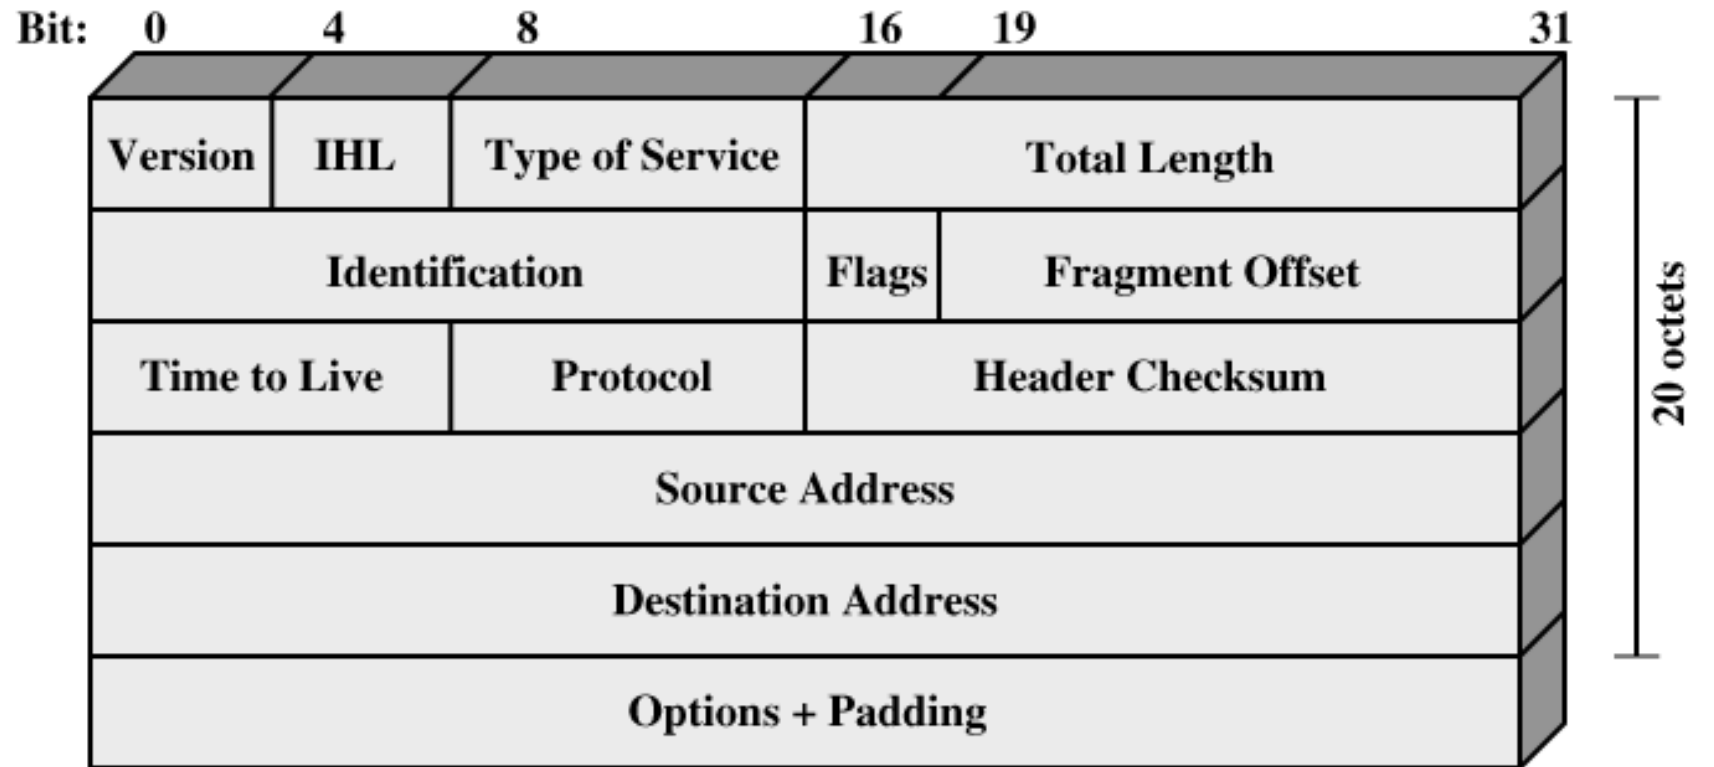 Bit: 0 4 8 16 19 31
Version IHL Type of Service Total Length
Identification Flags Fragment Offset
Time to Live Protocol Header Checksum
Source Address
Destination Address
Options + Padding
20 octets